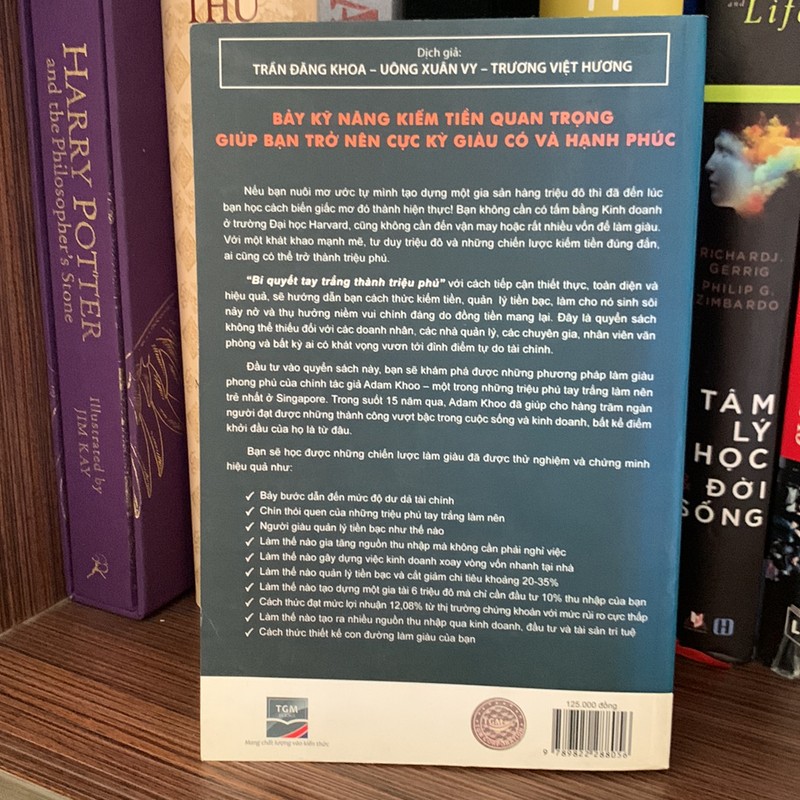 HARRY POTTER
and the Philosopher's Stone
Illustrated by
JIM KAY
THU
Dịch giả:
TRẦN ĐĂNG KHOA – UÔNG XUÂN VY – TRƯƠNG VIỆT HƯƠNG
BẢY KỸ NĂNG KIẾM TIỀN QUAN TRỌNG
GIÚP BẠN TRỞ NÊN CỰC KỲ GIÀU CÓ VÀ HẠNH PHÚC
Nếu bạn nuôi mơ ước tự mình tạo dựng một gia sản hàng triệu đô thì đã đến lúc
bạn học cách biến giấc mơ đó thành hiện thực! Bạn không cần có tấm bằng Kinh doanh
ở trường Đại học Harvard, cũng không cần đến vận may hoặc rất nhiều vốn để làm giàu.
Với một khát khao mạnh mẽ, tư duy triệu đô và những chiến lược kiếm tiền đúng đắn,
ai cũng có thể trở thành triệu phú.
"Bí quyết tay trắng thành triệu phú" với cách tiếp cận thiết thực, toàn diện và
hiệu quả, sẽ hướng dẫn bạn cách thức kiếm tiền, quản lý tiền bạc, làm cho nó sinh sôi
nảy nở và thụ hưởng niềm vui chính đáng do đồng tiền mang lại. Đây là quyển sách
không thể thiếu đối với các doanh nhân, các nhà quản lý, các chuyên gia, nhân viên văn
phòng và bất kỳ ai có khát vọng vươn tới đỉnh điểm tự do tài chính.
Đầu tư vào quyển sách này, bạn sẽ khám phá được những phương pháp làm giàu
phong phú của chính tác giả Adam Khoo – một trong những triệu phú tay trắng làm nên
trẻ nhất ở Singapore. Trong suốt 15 năm qua, Adam Khoo đã giúp cho hàng trăm ngàn
người đạt được những thành công vượt bậc trong cuộc sống và kinh doanh, bất kể điểm
khởi đầu của họ là từ đâu.
Bạn sẽ học được những chiến lược làm giàu đã được thử nghiệm và chứng minh
hiệu quả như:
✓ Bảy bước dẫn đến mức độ dư dả tài chính
✓ Chín thói quen của những triệu phú tay trắng làm nên
✓ Người giàu quản lý tiền bạc như thế nào
✓ Làm thế nào gia tăng nguồn thu nhập mà không cần phải nghỉ việc
✓ Làm thế nào gây dựng việc kinh doanh xoay vòng vốn nhanh tại nhà
✓ Làm thế nào quản lý tiền bạc và cắt giảm chi tiêu khoảng 20-35%
✓ Làm thế nào tạo dựng một gia tài 6 triệu đô mà chỉ cần đầu tư 10% thu nhập của bạn
✓ Cách thức đạt mức lợi nhuận 12,08% từ thị trường chứng khoán với mức rủi ro cực thấp
✓ Làm thế nào tạo ra nhiều nguồn thu nhập qua kinh doanh, đầu tư và tài sản trí tuệ
✓ Cách thức thiết kế con đường làm giàu của bạn
TGM
Mang chất lượng vào kiến thức
TGM
125.000 đồng
9 789822 288058
and
Life
RICHARD J.
GERRIG
PHILIP G.
ZIMBARDO
TÂM
LÝ
HỌC
& ĐỜI
SỐNG
H